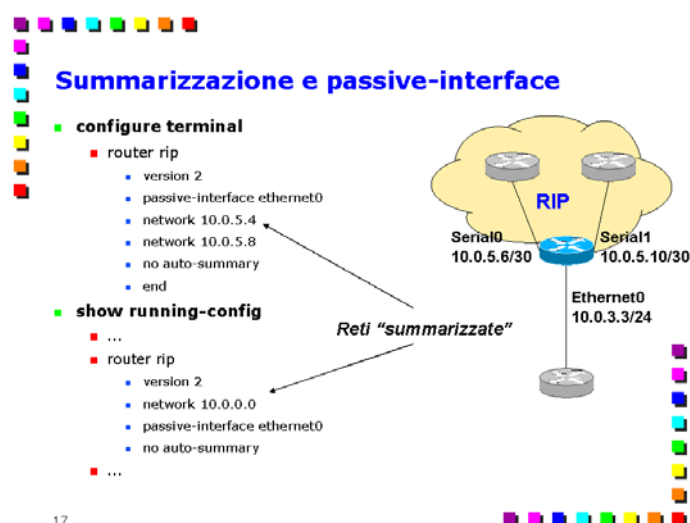 Summarizzazione e passive-interface
configure terminal
router rip
version 2
passive-interface ethernet0
network 10.0.5.4
network 10.0.5.8
no auto-summary
end
show running-config
...
router rip
version 2
network 10.0.0.0
passive-interface ethernet0
no auto-summary
...
RIP
Serial0
10.0.5.6/30
Serial1
10.0.5.10/30
Ethernet0
10.0.3.3/24
Reti “summarizzate”
17